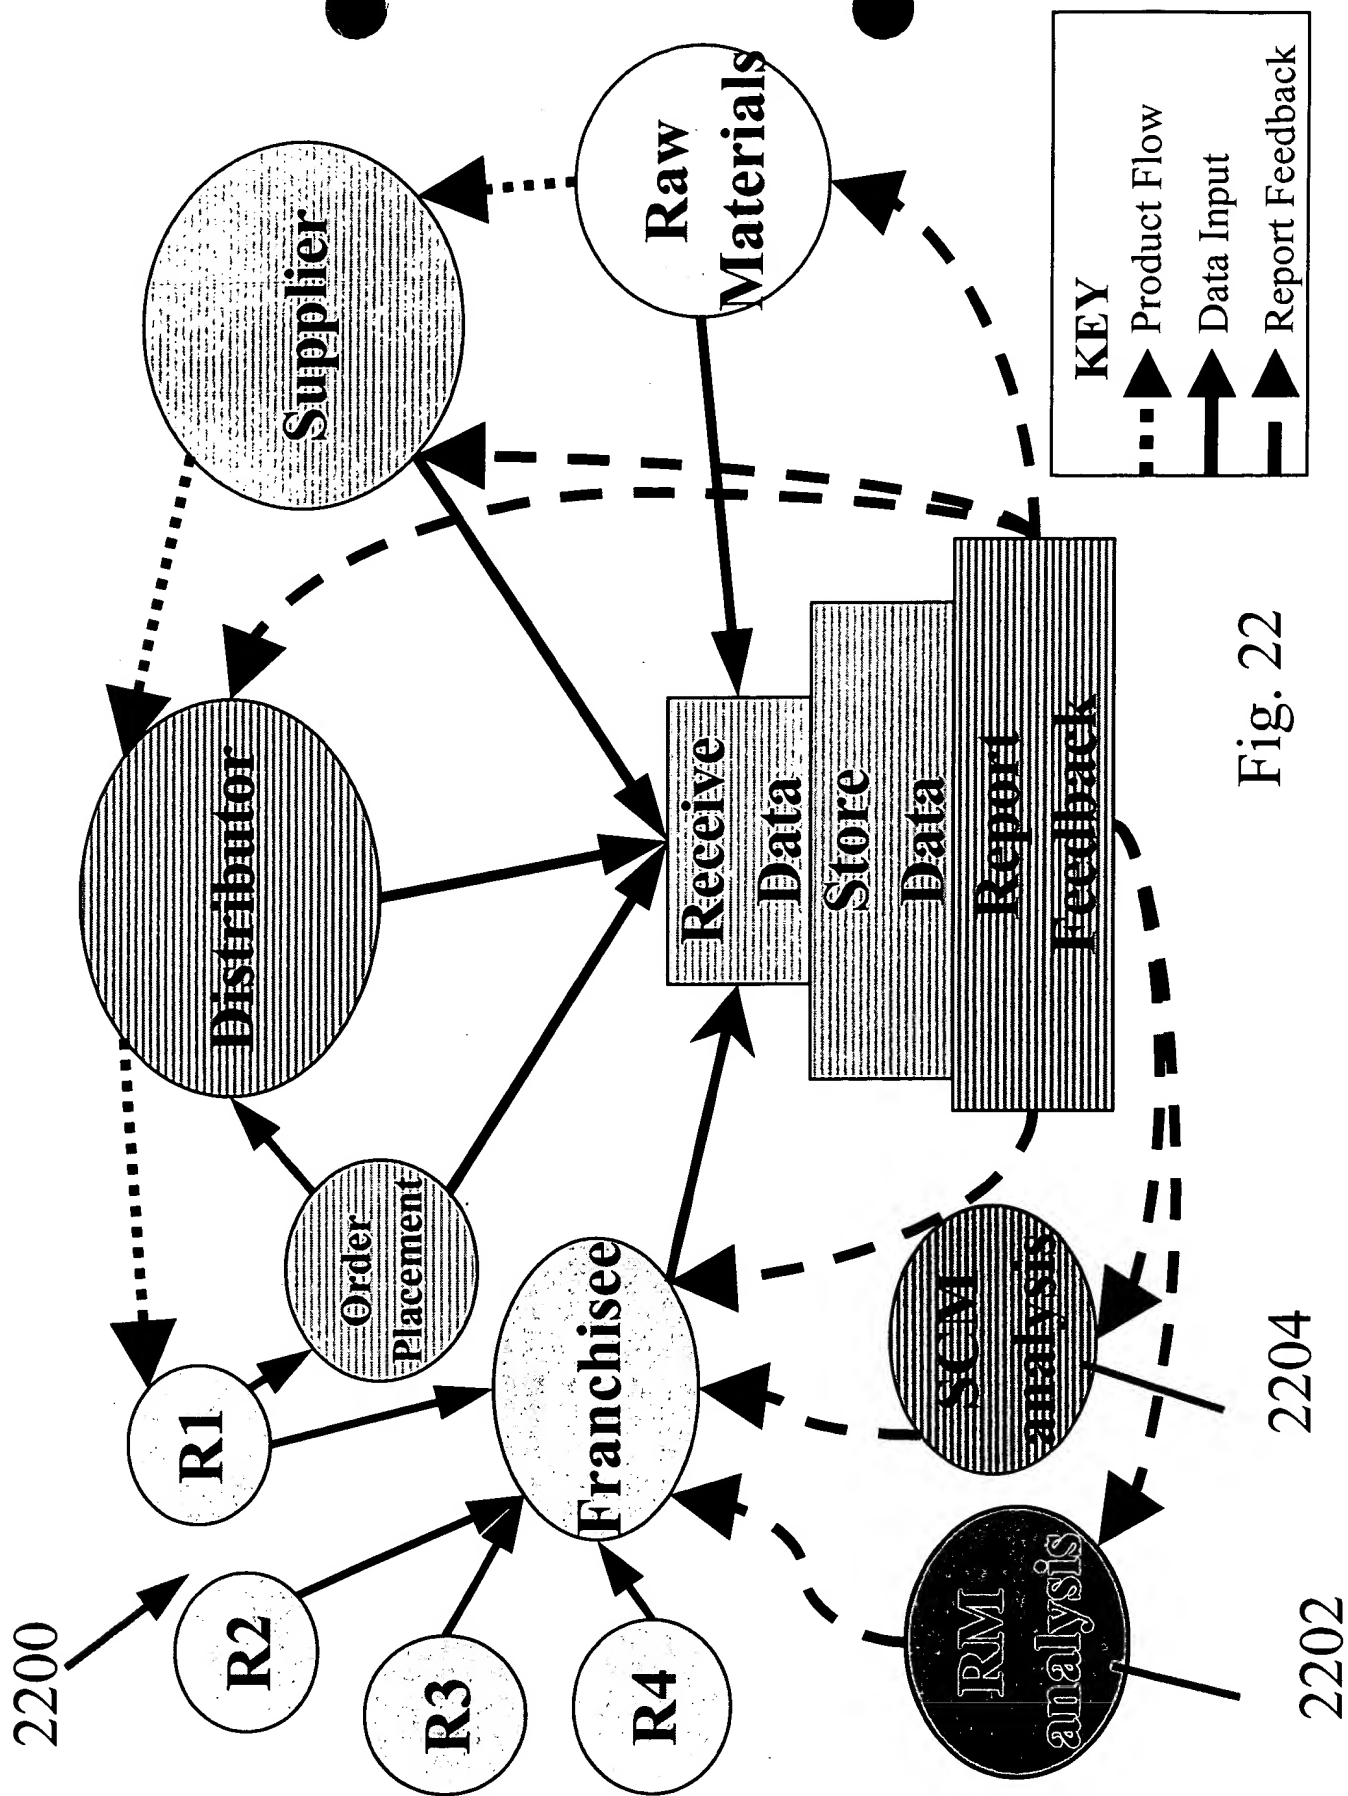 2200
R1
R2
R3
R4
Order
Placement
Franchisee
Distributor
Supplier
Raw
Materials
Receive
Data
Store
Data
Report
Feedback
SCM
analysis
RM
analysis
2202
2204
KEY
Product Flow
Data Input
Report Feedback
Fig. 22